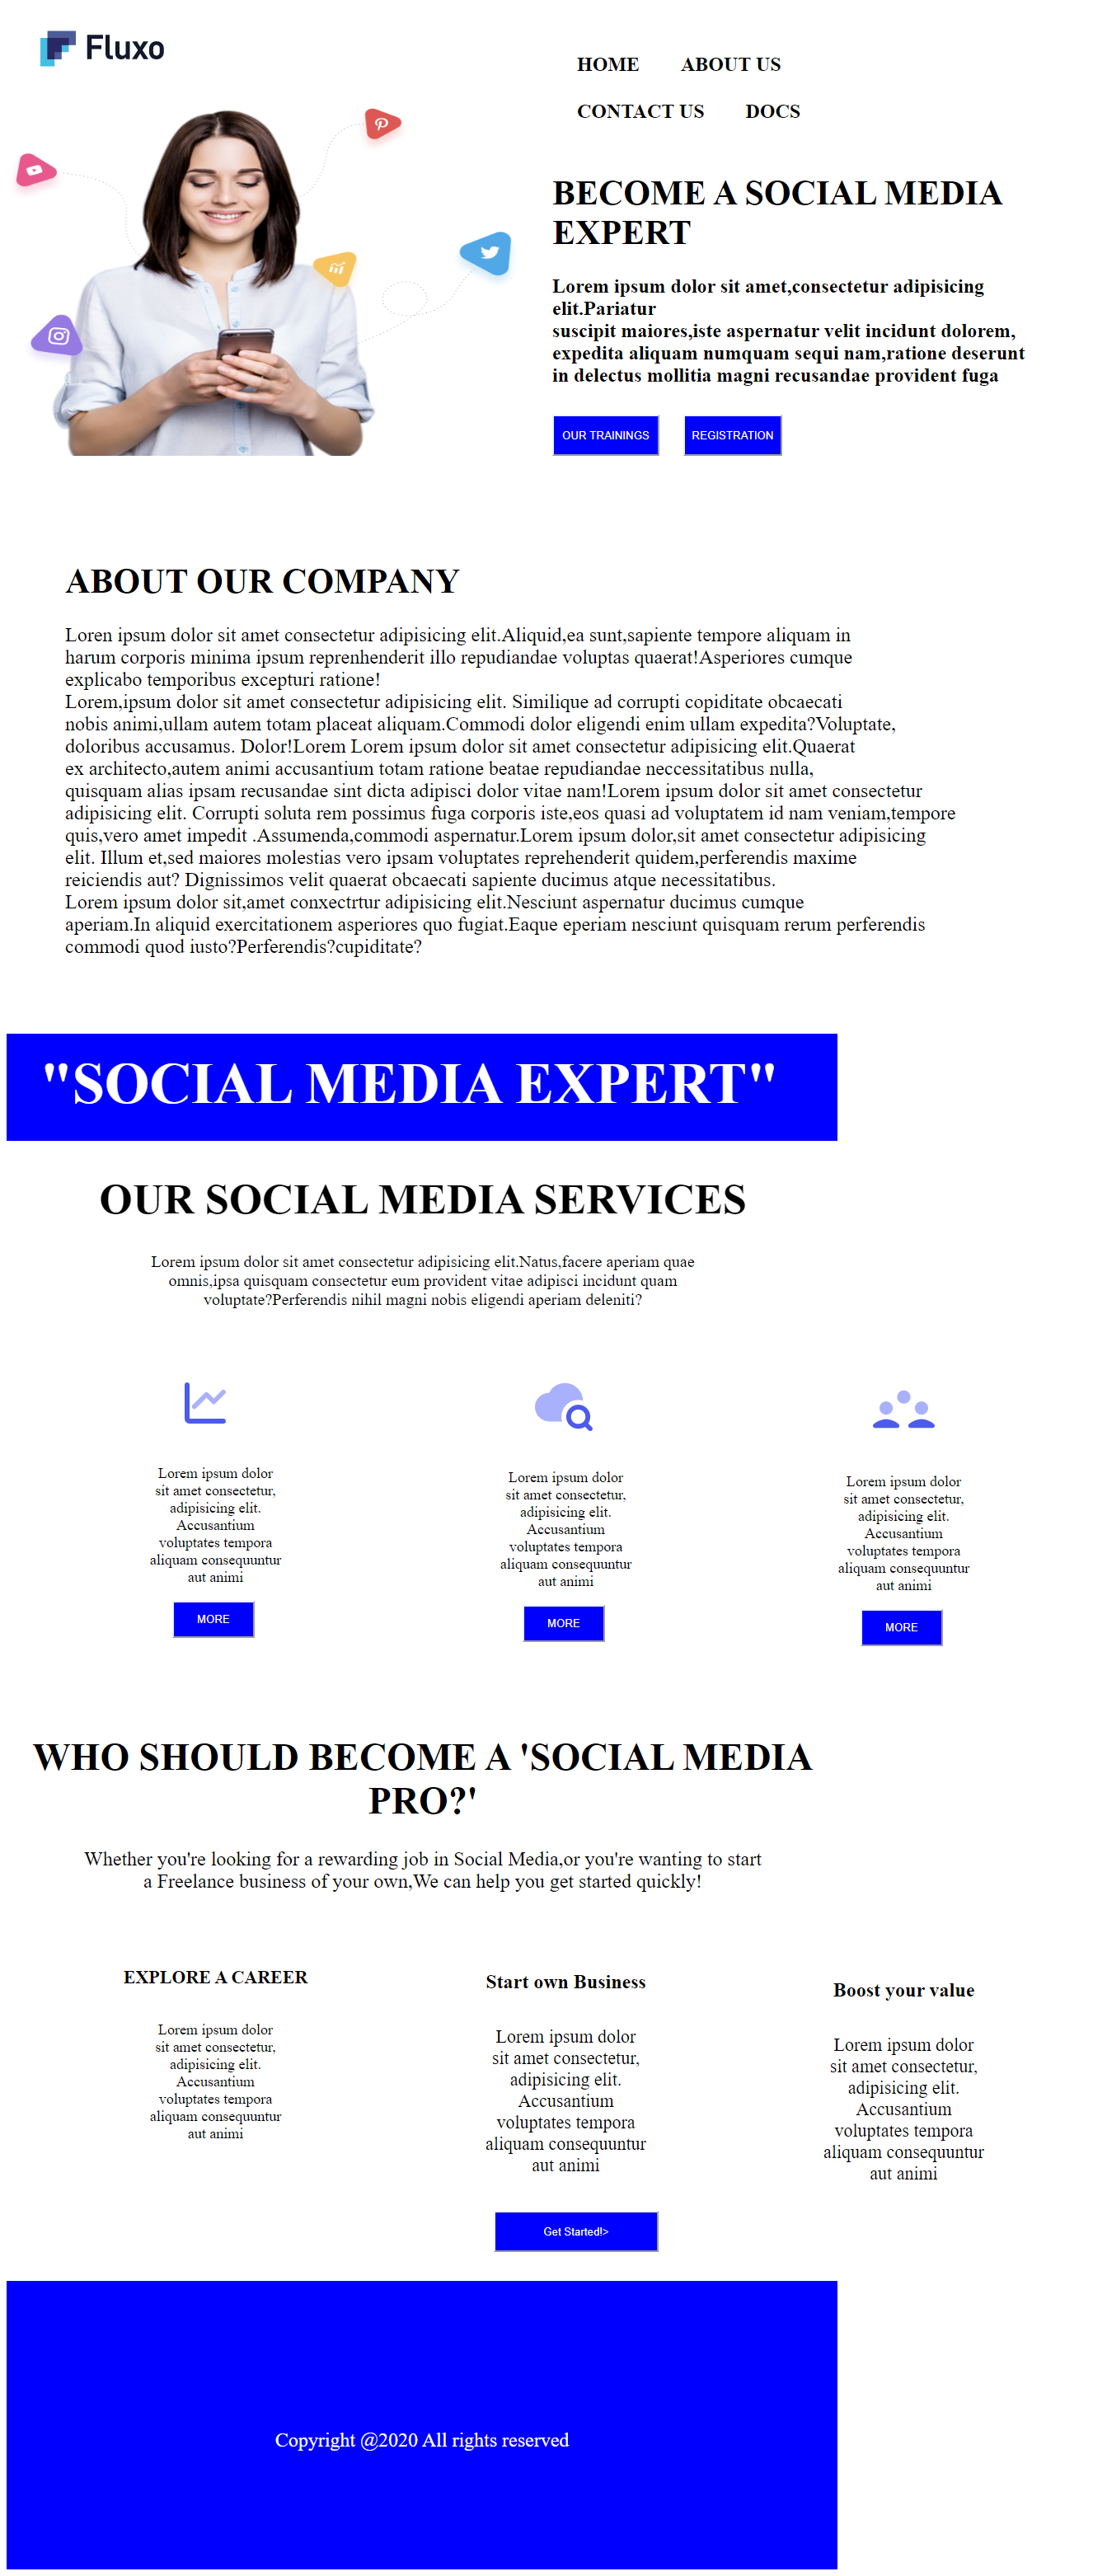 Fluxo
HOME ABOUT US
CONTACT US DOCS
BECOME A SOCIAL MEDIA
EXPERT
Lorem ipsum dolor sit amet,consectetur adipisicing
elit.Pariatur
suscipit maiores,iste aspernatur velit incidunt dolorem,
expedita aliquam numquam sequi nam,ratione deserunt
in delectus mollitia magni recusandae provident fuga
OUR TRAININGS REGISTRATION
ABOUT OUR COMPANY
Loren ipsum dolor sit amet consectetur adipisicing elit.Aliquid,ea sunt,sapiente tempore aliquam in
harum corporis minima ipsum reprenhenderit illo repudiandae voluptas quaerat!Asperiores cumque
explicabo temporibus excepturi ratione!
Lorem,ipsum dolor sit amet consectetur adipisicing elit. Similique ad corrupti copiditate obcaecati
nobis animi,ullam autem totam placeat aliquam.Commodi dolor eligendi enim ullam expedita?Voluptate,
doloribus accusamus. Dolor!Lorem Lorem ipsum dolor sit amet consectetur adipisicing elit.Quaerat
ex architecto,autem animi accusantium totam ratione beatae repudiandae neccessitatibus nulla,
quisquam alias ipsam recusandae sint dicta adipisci dolor vitae nam!Lorem ipsum dolor sit amet consectetur
adipisicing elit. Corrupti soluta rem possimus fuga corporis iste,eos quasi ad voluptatem id nam veniam,tempore
quis,vero amet impedit .Assumenda,commodi aspernatur.Lorem ipsum dolor,sit amet consectetur adipisicing
elit. Illum et,sed maiores molestias vero ipsam voluptates reprehenderit quidem,perferendis maxime
reiciendis aut? Dignissimos velit quaerat obcaecati sapiente ducimus atque necessitatibus.
Lorem ipsum dolor sit,amet conxectrtur adipisicing elit.Nesciunt aspernatur ducimus cumque
aperiam.In aliquid exercitationem asperiores quo fugiat.Eaque eperiam nesciunt quisquam rerum perferendis
commodi quod iusto?Perferendis?cupiditate?
"SOCIAL MEDIA EXPERT"
OUR SOCIAL MEDIA SERVICES
Lorem ipsum dolor sit amet consectetur adipisicing elit.Natus,facere aperiam quae
omnis,ipsa quisquam consectetur eum provident vitae adipisci incidunt quam
voluptate?Perferendis nihil magni nobis eligendi aperiam deleniti?
Lorem ipsum dolor
sit amet consectetur,
adipisicing elit.
Accusantium
voluptates tempora
aliquam consequuntur
aut animi
MORE
Lorem ipsum dolor
sit amet consectetur,
adipisicing elit.
Accusantium
voluptates tempora
aliquam consequuntur
aut animi
MORE
Lorem ipsum dolor
sit amet consectetur,
adipisicing elit.
Accusantium
voluptates tempora
aliquam consequuntur
aut animi
MORE
WHO SHOULD BECOME A 'SOCIAL MEDIA
PRO?'
Whether you're looking for a rewarding job in Social Media,or you're wanting to start
a Freelance business of your own,We can help you get started quickly!
EXPLORE A CAREER
Lorem ipsum dolor
sit amet consectetur,
adipisicing elit.
Accusantium
voluptates tempora
aliquam consequuntur
aut animi
Start own Business
Lorem ipsum dolor
sit amet consectetur,
adipisicing elit.
Accusantium
voluptates tempora
aliquam consequuntur
aut animi
Boost your value
Lorem ipsum dolor
sit amet consectetur,
adipisicing elit.
Accusantium
voluptates tempora
aliquam consequuntur
aut animi
Get Started!>
Copyright @2020 All rights reserved